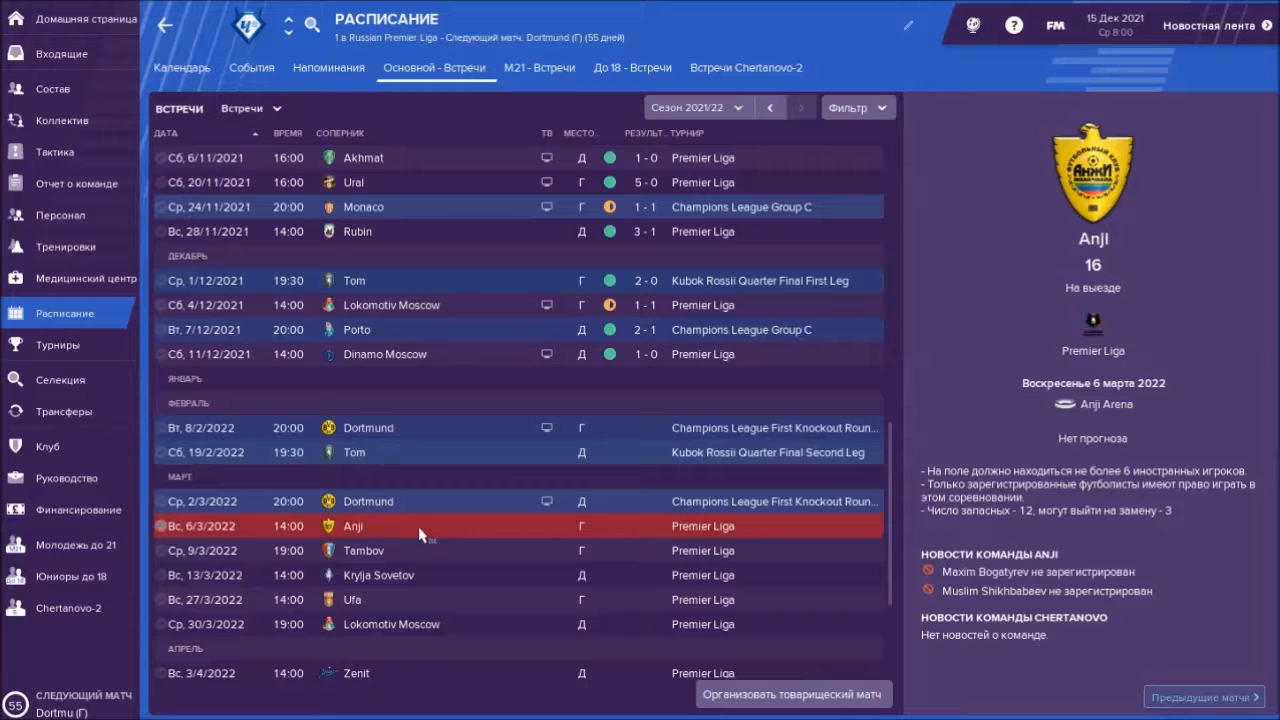 Домашняя страница
Входящие
Состав
Коллектив
Тактика
Отчет о команде
Персонал
Тренировки
Медицинский центр
Расписание
Турниры
Селекция
Трансферы
Клуб
Руководство
Финансирование
Молодежь до 21
Юниоры до 18
Chertanovo-2
55
СЛЕДУЮЩИЙ МАТЧ
Dortmu (Г)
РАСПИСАНИЕ
1 в Russian Premier Liga - Следующий матч: Dortmund (Г) (55 дней)
FM
15 Дек 2021
Ср 8:00
Новостная лента
Календарь События Напоминания Основной - Встречи М21 - Встречи До 18 - Встречи Встречи Chertanovo-2
ВСТРЕЧИ Встречи Сезон 2021/22 Фильтр
ДАТА ВРЕМЯ СОПЕРНИК ТВ МЕСТО... РЕЗУЛЬТ... ТУРНИР
Сб, 6/11/2021 16:00 Akhmat Д 1 - 0 Premier Liga
Сб, 20/11/2021 16:00 Ural Г 5 - 0 Premier Liga
Ср, 24/11/2021 20:00 Monaco Г 1 - 1 Champions League Group C
Вс, 28/11/2021 14:00 Rubin Д 3 - 1 Premier Liga
ДЕКАБРЬ
Ср, 1/12/2021 19:30 Tom Г 2 - 0 Kubok Rossii Quarter Final First Leg
Сб, 4/12/2021 14:00 Lokomotiv Moscow Г 1 - 1 Premier Liga
Вт, 7/12/2021 20:00 Porto Д 2 - 1 Champions League Group C
Сб, 11/12/2021 14:00 Dinamo Moscow Д 1 - 0 Premier Liga
ЯНВАРЬ
ФЕВРАЛЬ
Вт, 8/2/2022 20:00 Dortmund Г Champions League First Knockout Roun...
Сб, 19/2/2022 19:30 Tom Д Kubok Rossii Quarter Final Second Leg
МАРТ
Ср, 2/3/2022 20:00 Dortmund Д Champions League First Knockout Roun...
Вс, 6/3/2022 14:00 Anji Г Premier Liga
Ср, 9/3/2022 19:00 Tambov Г Premier Liga
Вс, 13/3/2022 14:00 Krylja Sovetov Д Premier Liga
Вс, 27/3/2022 14:00 Ufa Г Premier Liga
Ср, 30/3/2022 19:00 Lokomotiv Moscow Д Premier Liga
АПРЕЛЬ
Вс, 3/4/2022 14:00 Zenit Д Premier Liga
Организовать товарищеский матч
АНЖИ
Anji
16
На выезде
Premier Liga
Воскресенье 6 марта 2022
Anji Arena
Нет прогноза
- На поле должно находиться не более 6 иностранных игроков.
- Только зарегистрированные футболисты имеют право играть в
этом соревновании.
- Число запасных - 12, могут выйти на замену - 3
НОВОСТИ КОМАНДЫ ANJI
Maxim Bogatyrev не зарегистрирован
Muslim Shikhbabaev не зарегистрирован
НОВОСТИ КОМАНДЫ CHERTANOVO
Нет новостей о команде.
Предыдущие матчи